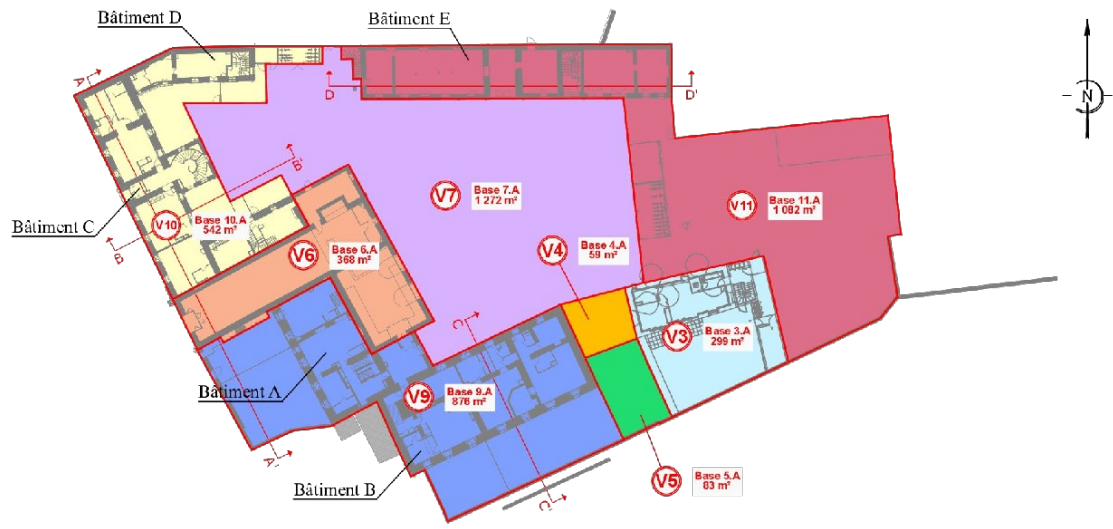 Bâtiment D
Bâtiment E
N
A
D
D'
B'
V7
Base 7.A
1 272 m²
V11
Base 11.A
1 082 m²
Bâtiment C
V10
Base 10.A
542 m²
B
V6
Base 6.A
368 m²
V4
Base 4.A
59 m²
C
V3
Base 3.A
299 m²
Bâtiment A
V9
Base 9.A
876 m²
A'
Bâtiment B
C'
V5
Base 5.A
83 m²